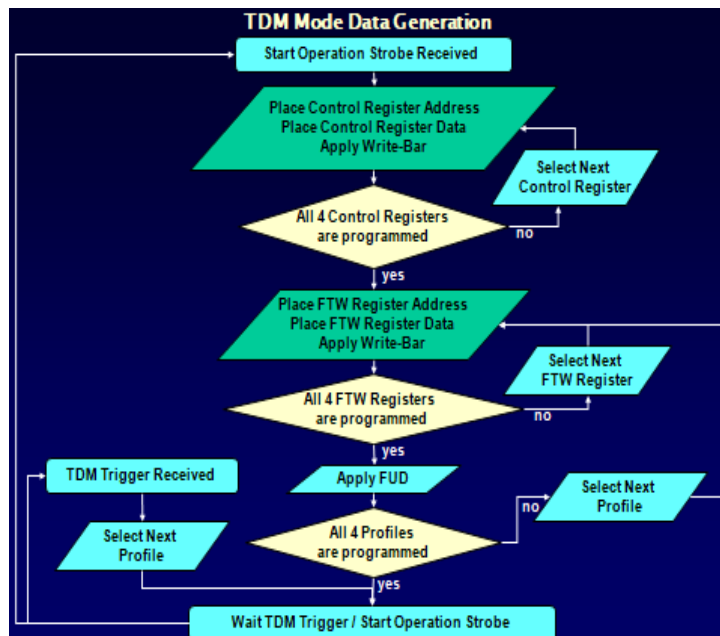 TDM Mode Data Generation
Start Operation Strobe Received
Place Control Register Address
Place Control Register Data
Apply Write-Bar
Select Next
Control Register
All 4 Control Registers
are programmed
no
yes
Place FTW Register Address
Place FTW Register Data
Apply Write-Bar
Select Next
FTW Register
All 4 FTW Registers
are programmed
no
yes
TDM Trigger Received
Apply FUD
Select Next
Profile
no
Select Next
Profile
All 4 Profiles
are programmed
yes
Wait TDM Trigger / Start Operation Strobe